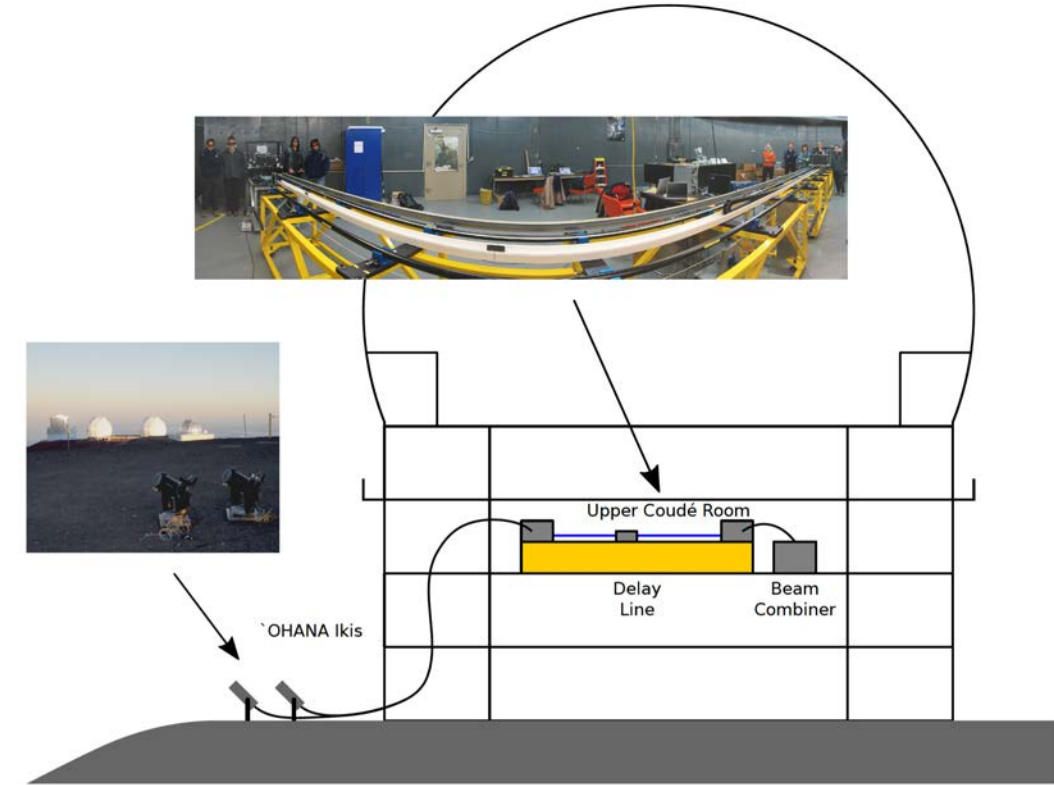 Upper Coudé Room
Delay
Line
Beam
Combiner
`OHANA Ikis